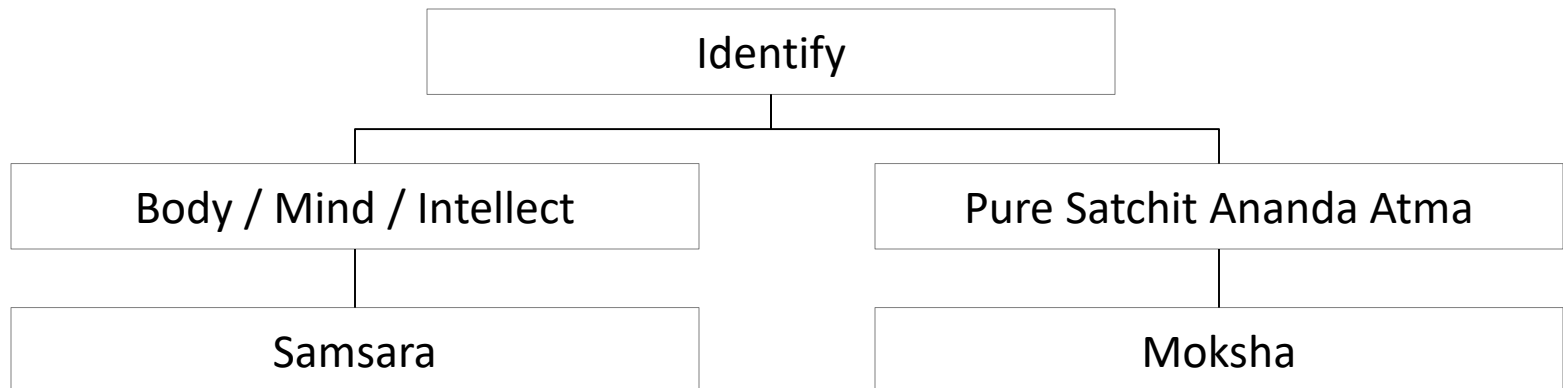 Identify
Body / Mind / Intellect
Pure Satchit Ananda Atma
Samsara
Moksha